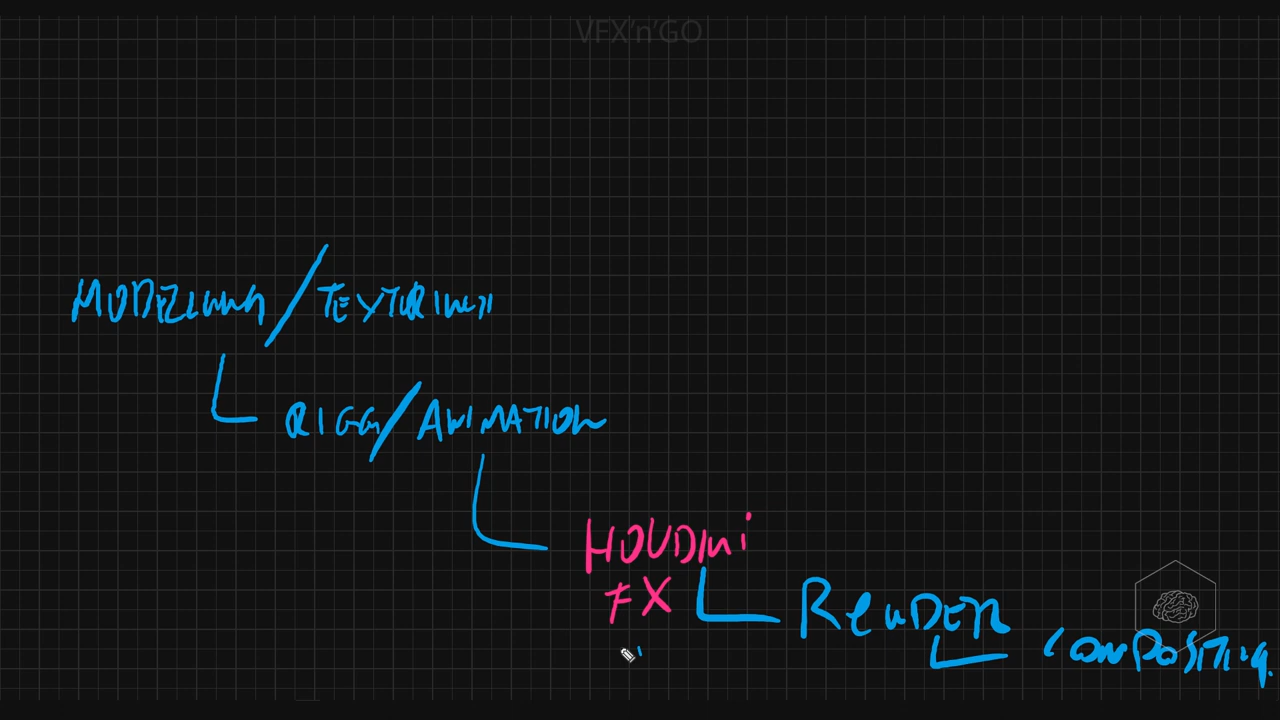 VFX'n'GO
MODELING/TEXTURING
RIGG/ANIMATION
HOUDINI
FX
RENDER
COMPOSITING.